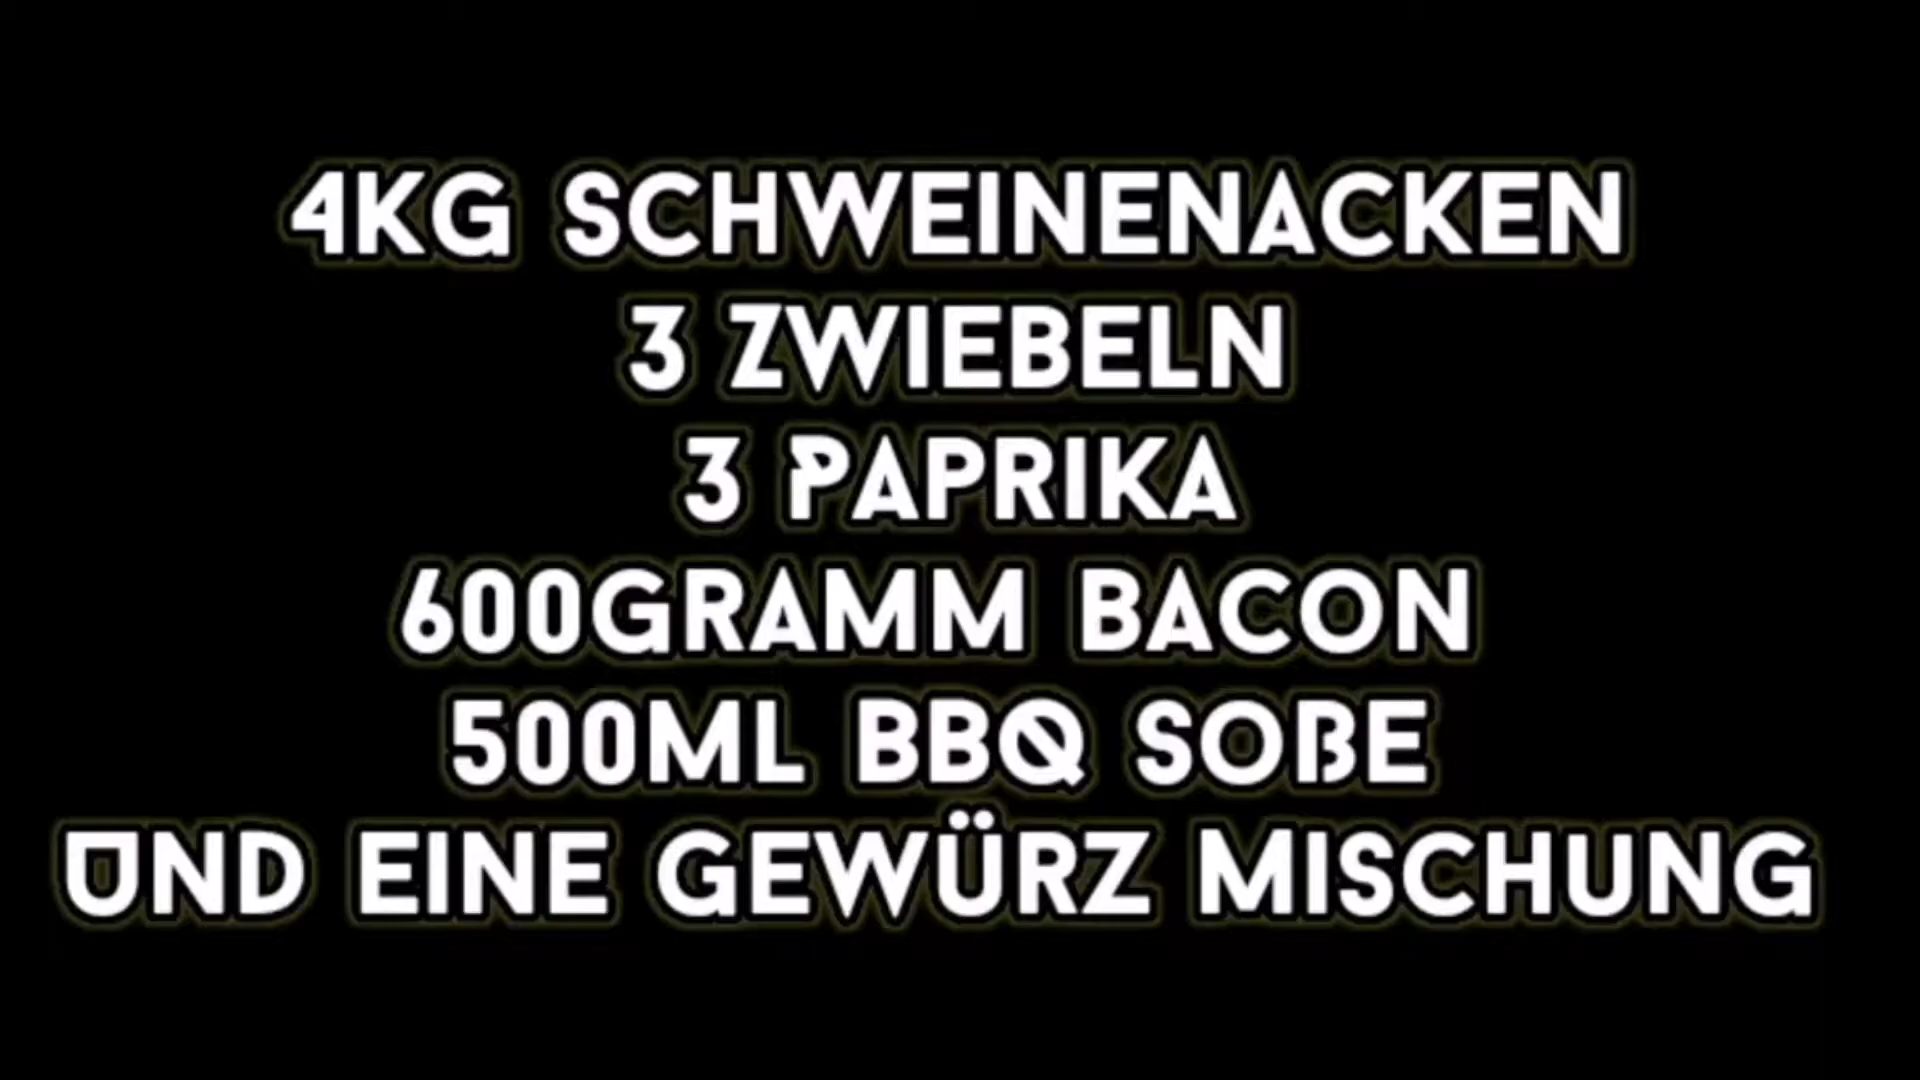 4KG SCHWEINENACKEN
3 ZWIEBELN
3 PAPRIKA
600GRAMM BACON
500ML BBQ SOßE
UND EINE GEWÜRZ MISCHUNG